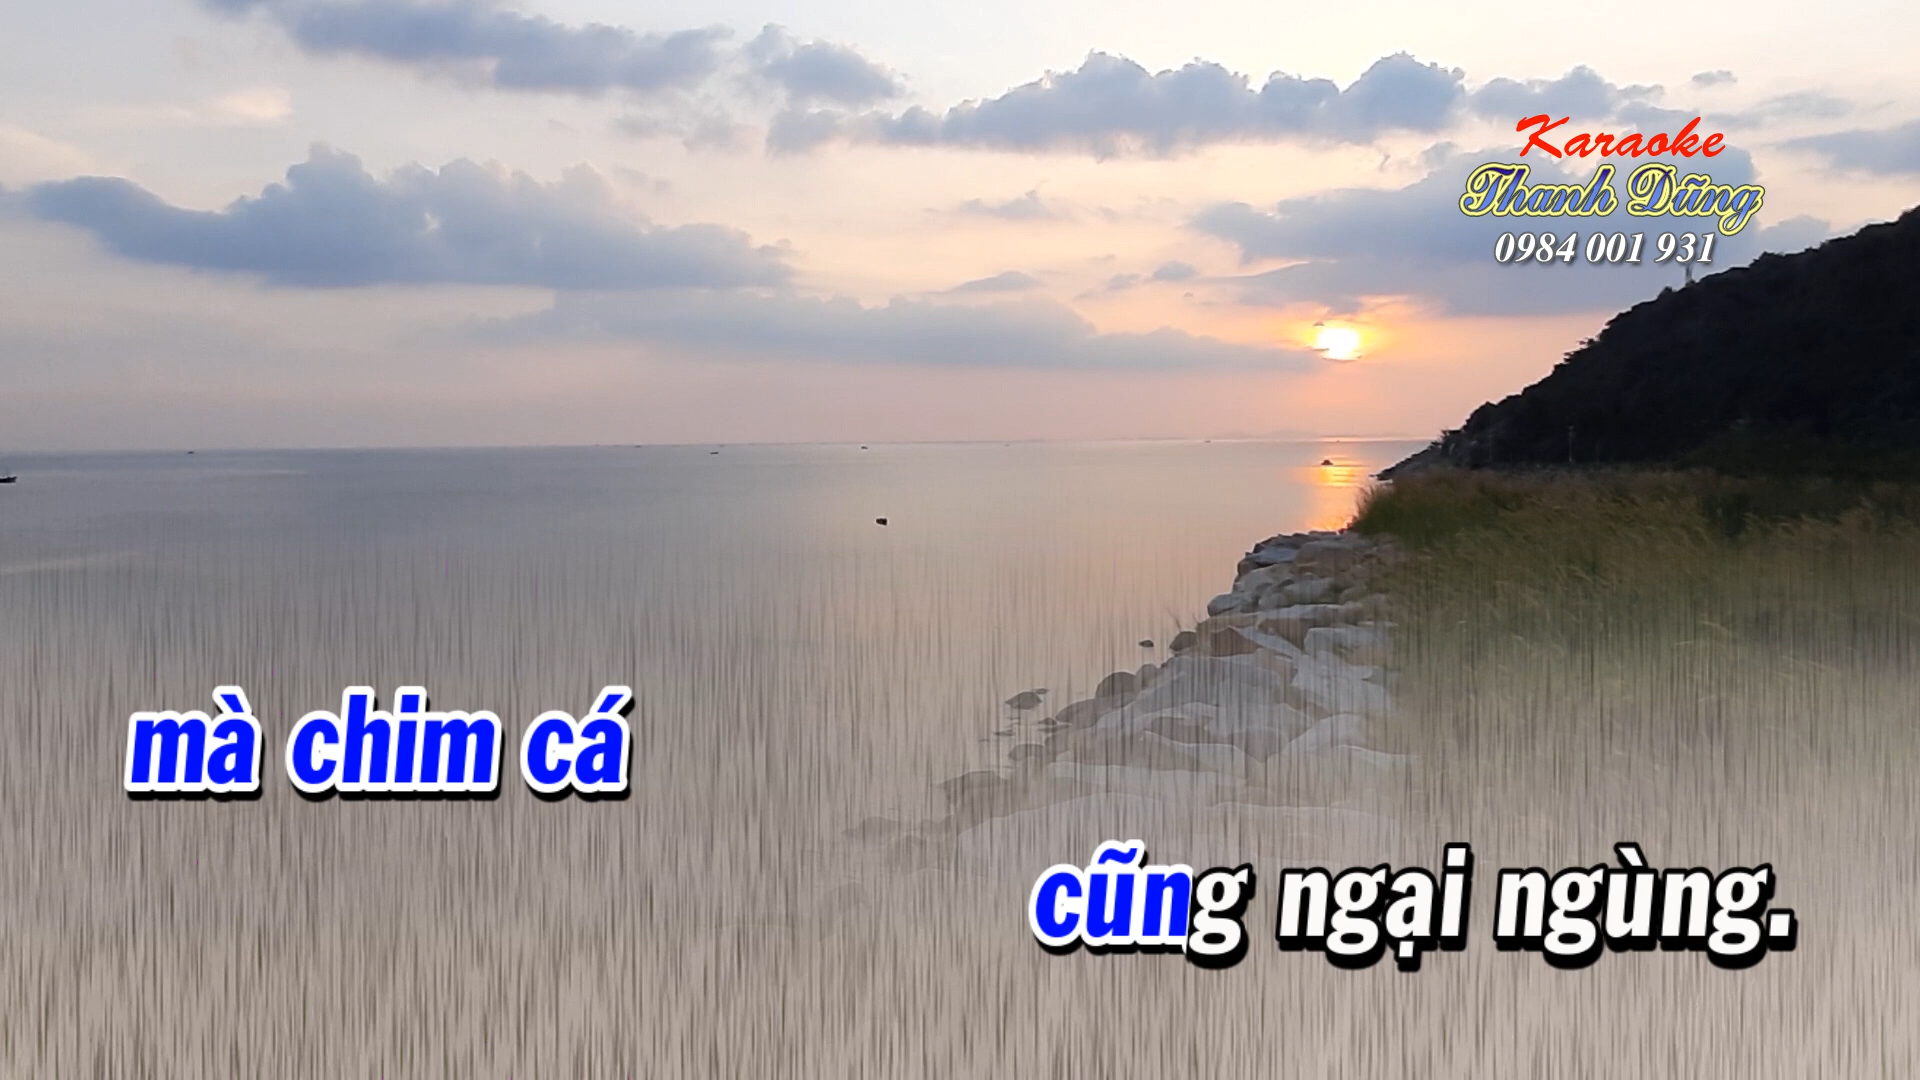 Karaoke
Thanh Dũng
0984 001 931
mà chim cá
cũng ngại ngùng.